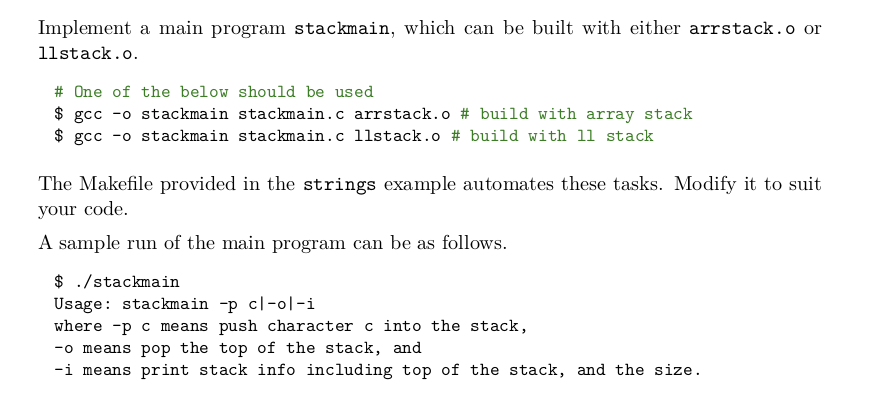 Implement a main program stackmain, which can be built with either arrstack.o or
llstack.o.
# One of the below should be used
$ gcc -o stackmain stackmain.c arrstack.o # build with array stack
$ gcc -o stackmain stackmain.c llstack.o # build with ll stack
The Makefile provided in the strings example automates these tasks. Modify it to suit
your code.
A sample run of the main program can be as follows.
$ ./stackmain
Usage: stackmain -p c|-o|-i
where -p c means push character c into the stack,
-o means pop the top of the stack, and
-i means print stack info including top of the stack, and the size.